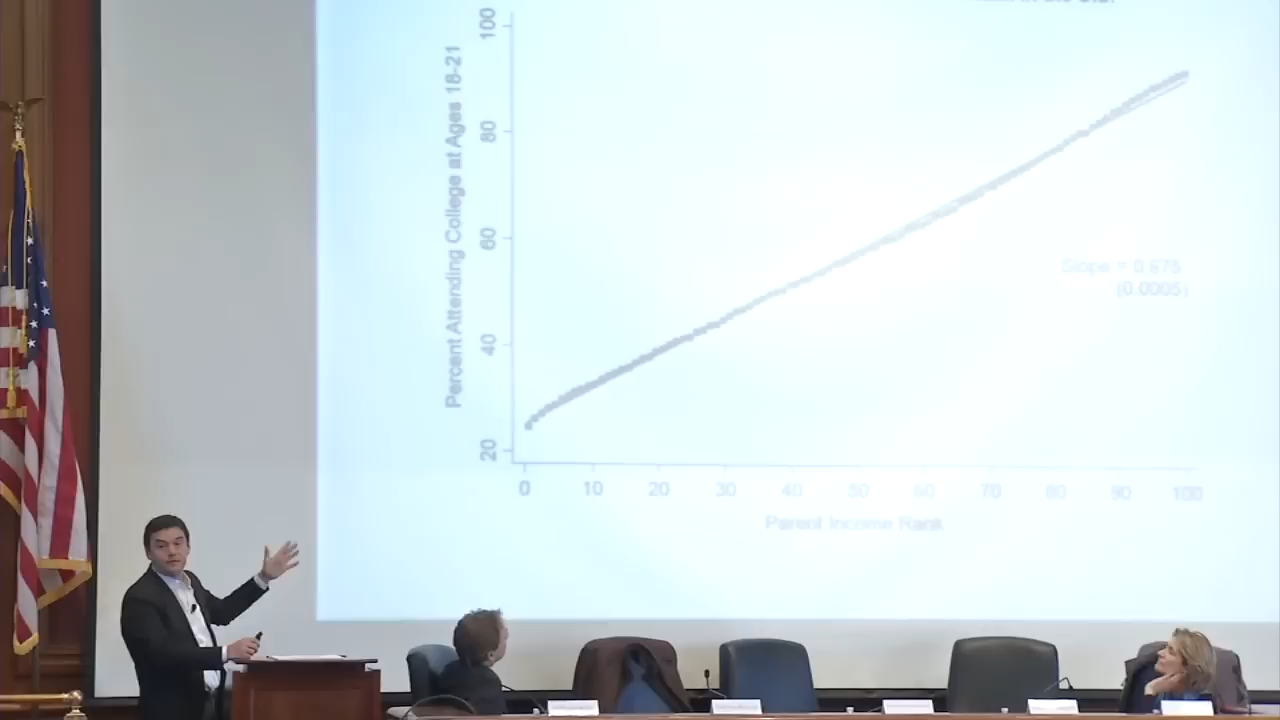 Percent Attending College at Ages 18-21
100
80
60
40
20
0 10 20 30 40 50 60 70 80 90 100
Parent Income Rank
Slope = 0.675
(0.0005)